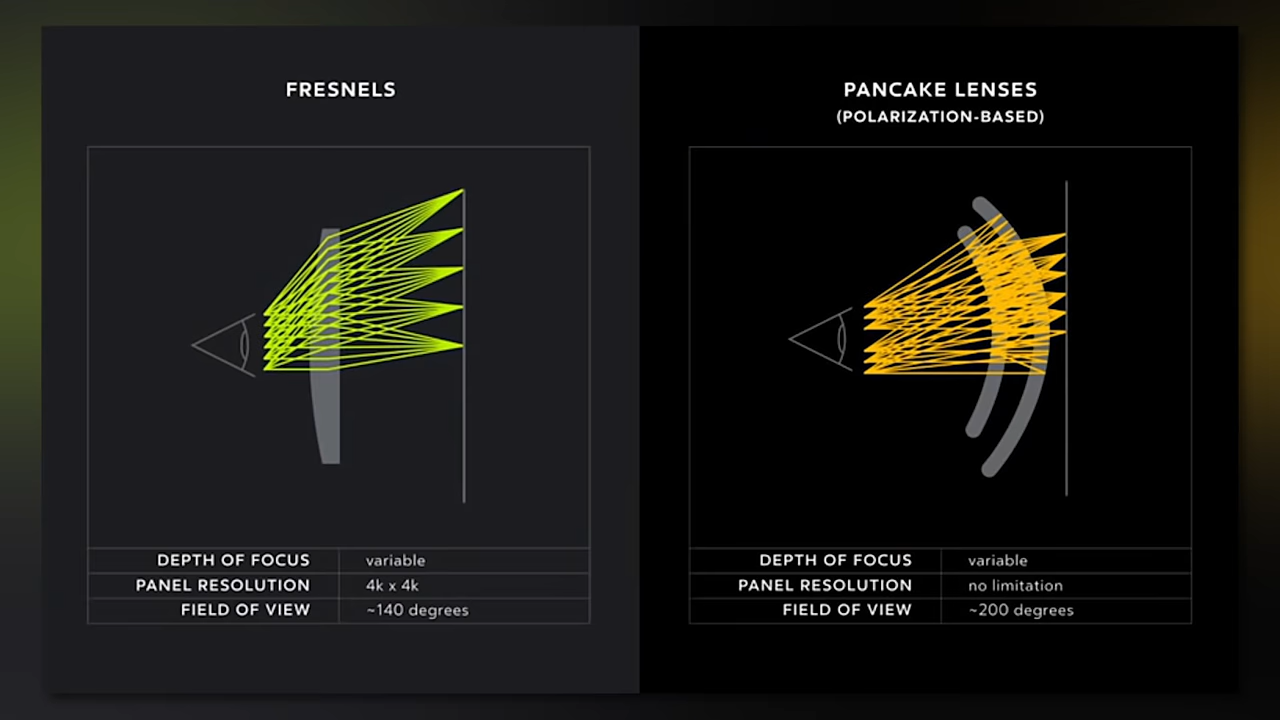 FRESNELS
DEPTH OF FOCUS variable
PANEL RESOLUTION 4k x 4k
FIELD OF VIEW ~140 degrees
PANCAKE LENSES
(POLARIZATION-BASED)
DEPTH OF FOCUS variable
PANEL RESOLUTION no limitation
FIELD OF VIEW ~200 degrees